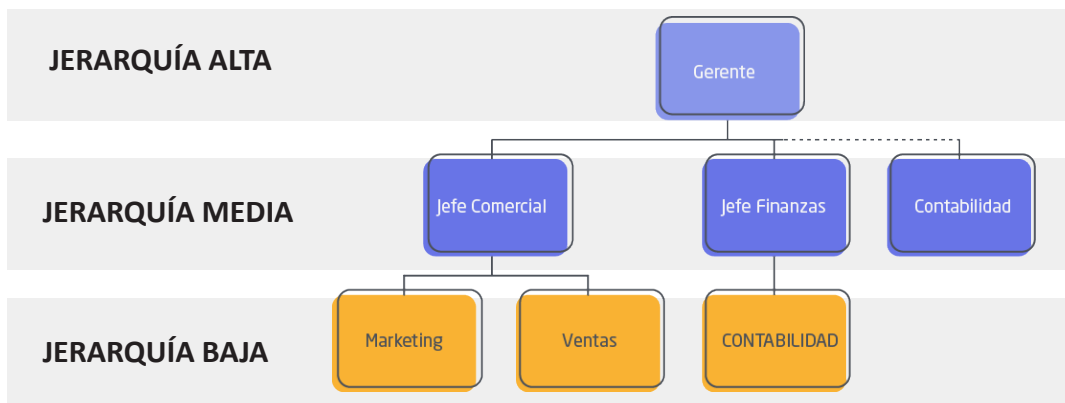 JERARQUÍA ALTA
Gerente
JERARQUÍA MEDIA
Jefe Comercial
Jefe Finanzas
Contabilidad
JERARQUÍA BAJA
Marketing
Ventas
CONTABILIDAD